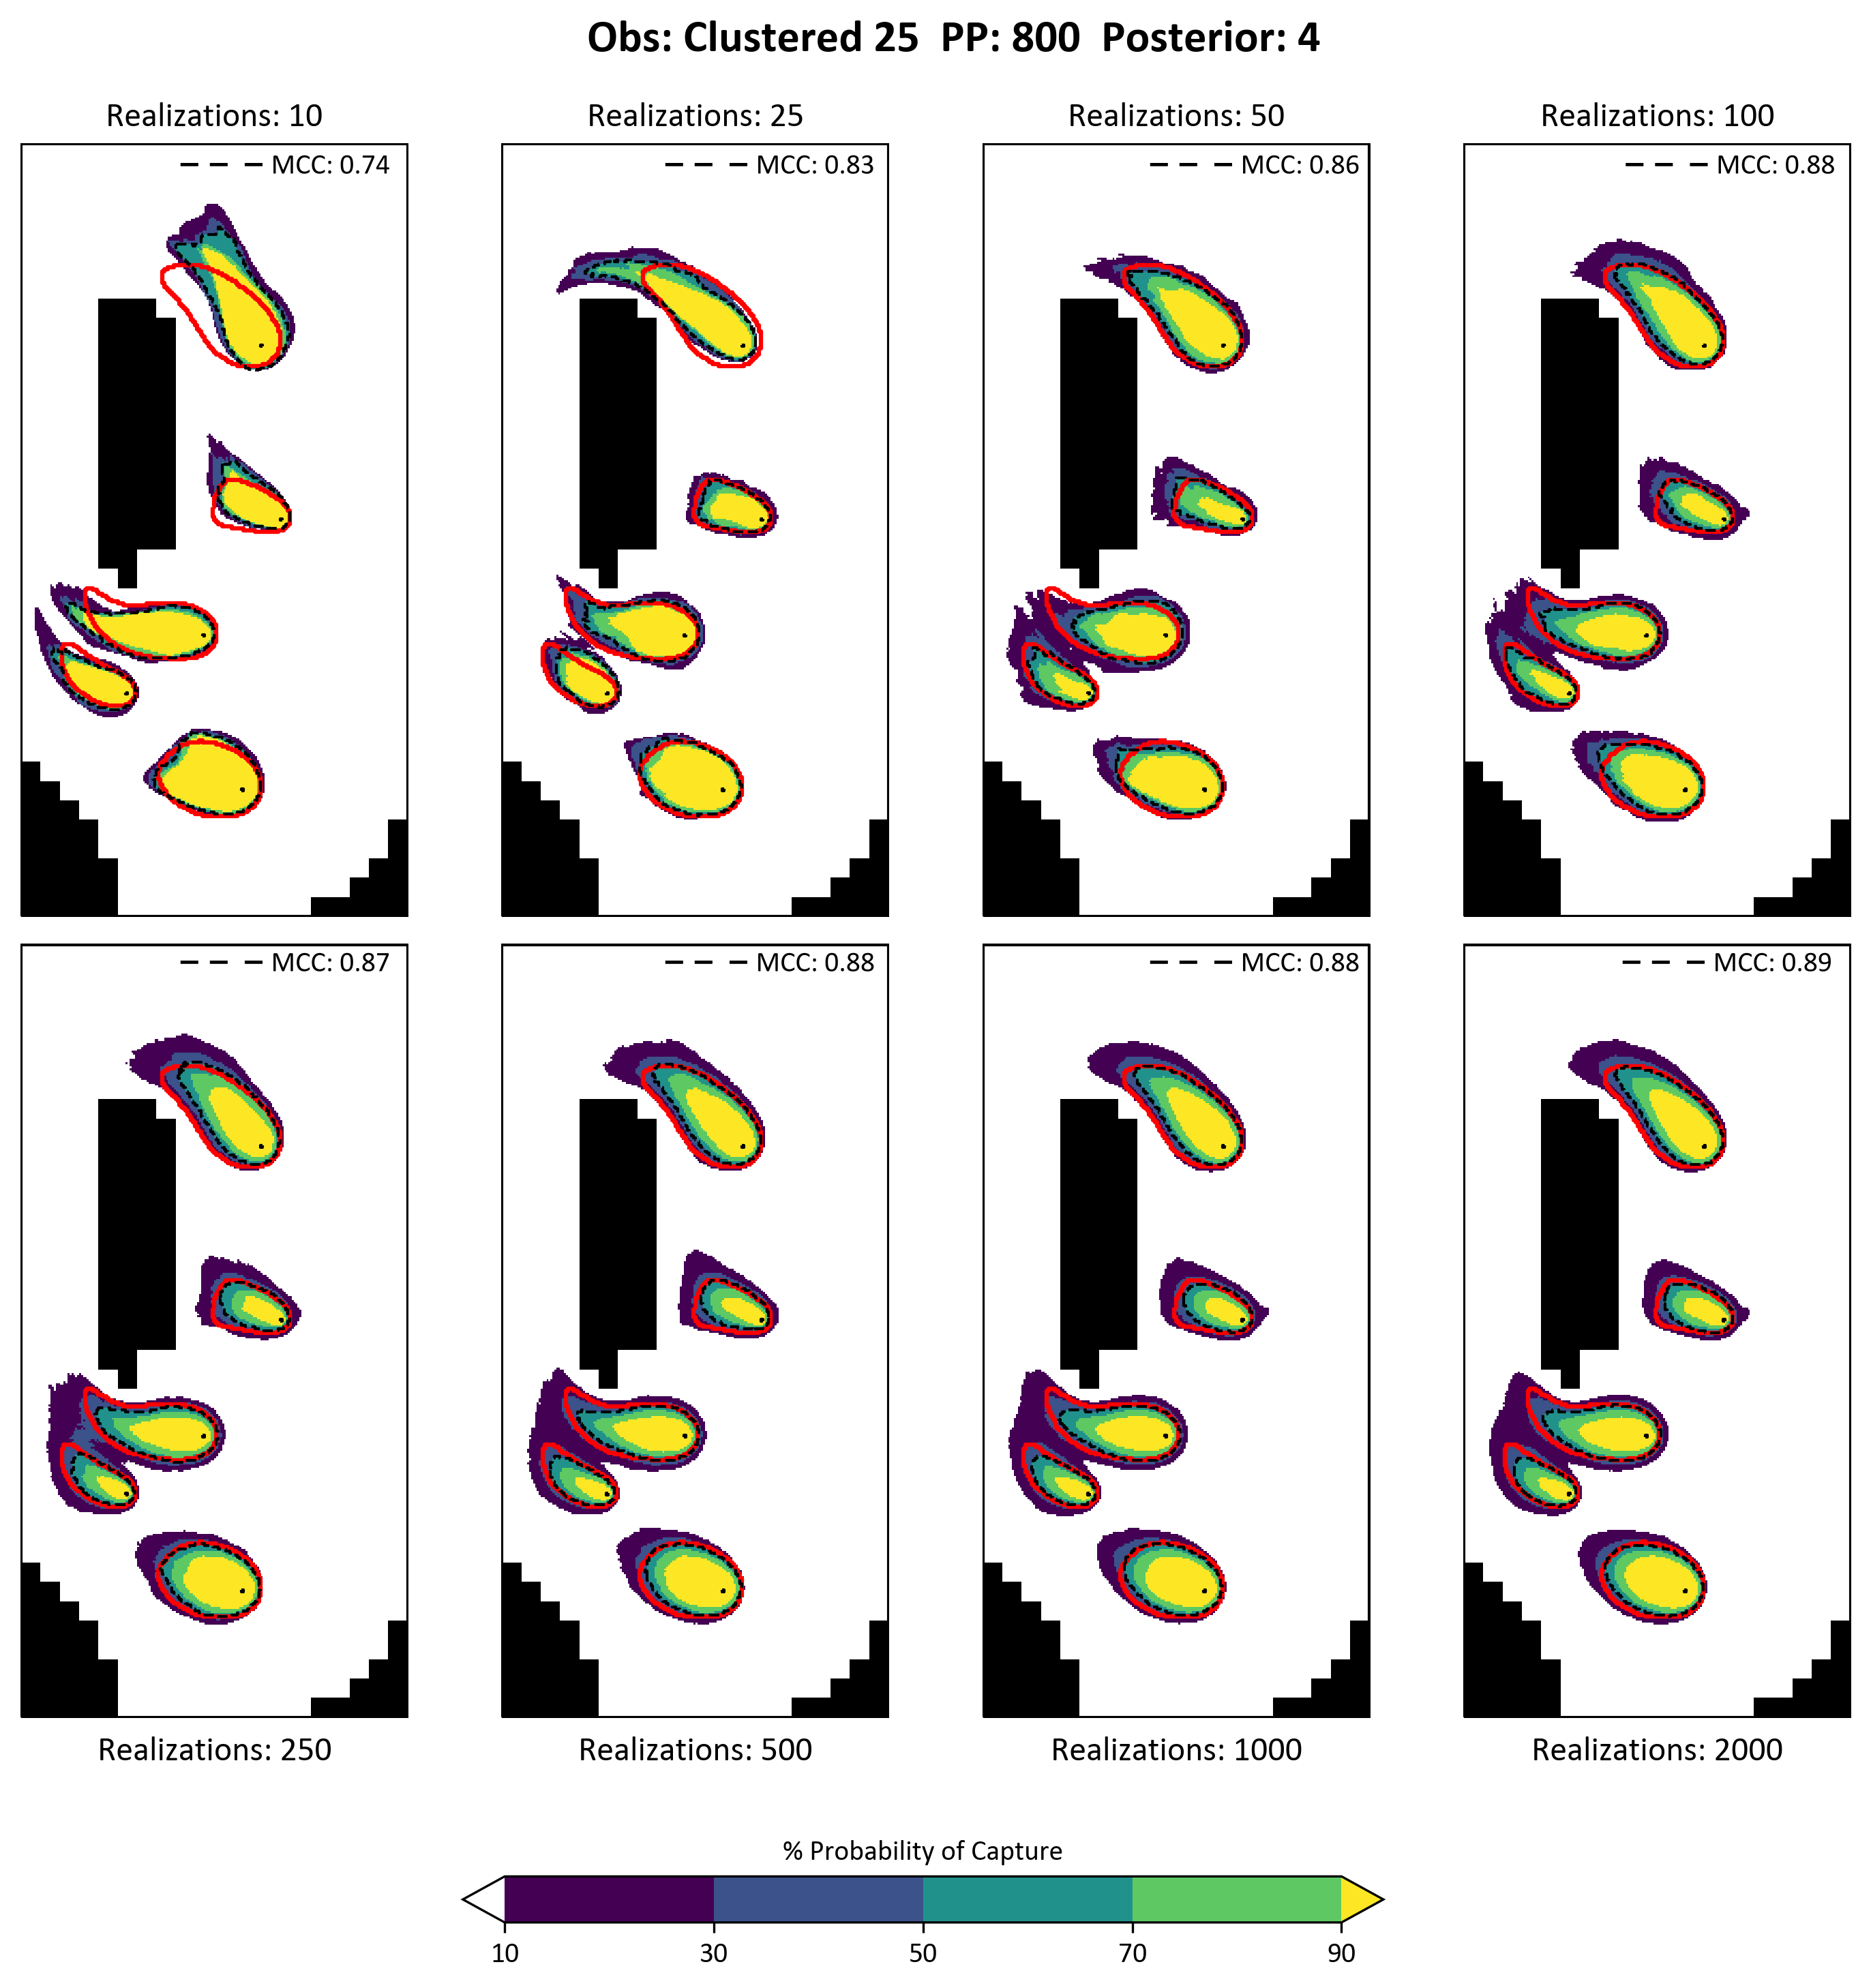 Obs: Clustered 25 PP: 800 Posterior: 4
Realizations: 10
Realizations: 25
Realizations: 50
Realizations: 100
MCC: 0.74
MCC: 0.83
MCC: 0.86
MCC: 0.88
MCC: 0.87
MCC: 0.88
MCC: 0.88
MCC: 0.89
Realizations: 250
Realizations: 500
Realizations: 1000
Realizations: 2000
% Probability of Capture
10
30
50
70
90